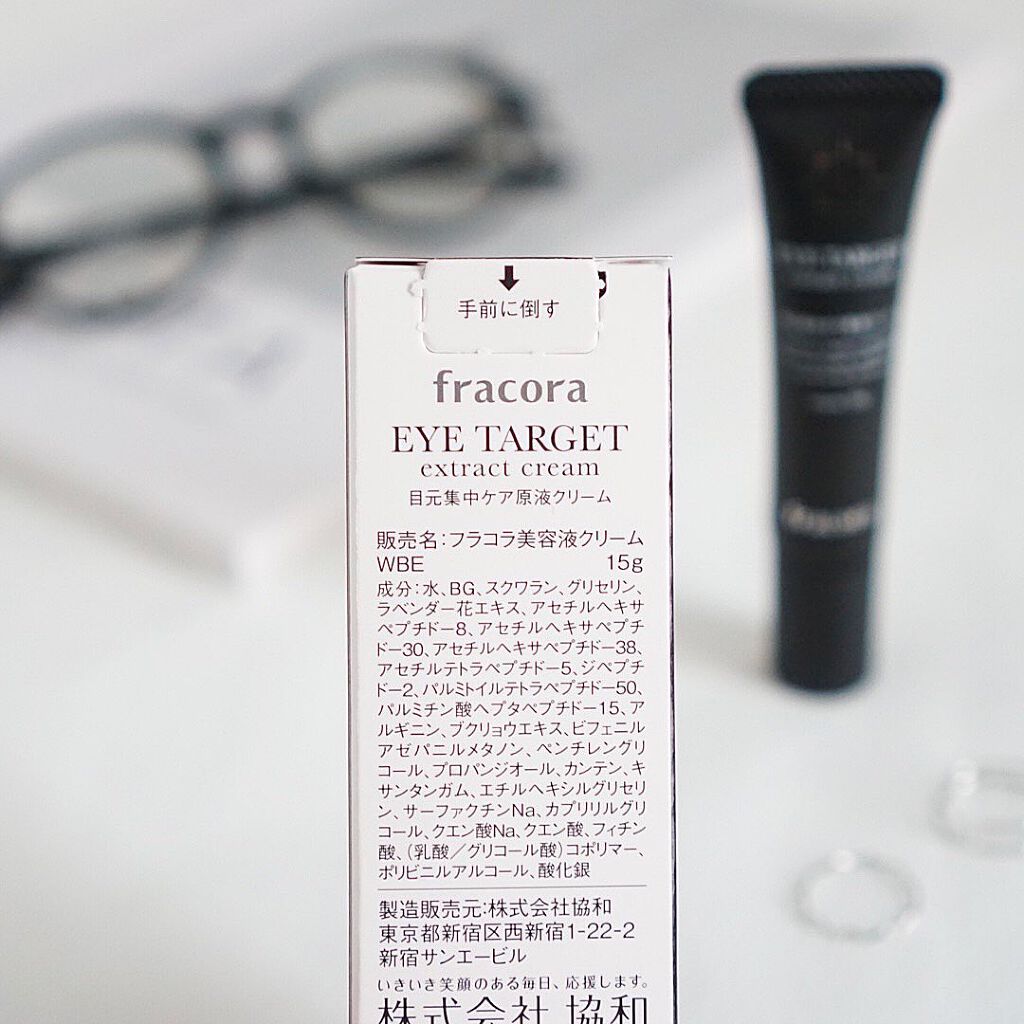 手前に倒す
fracora
EYE TARGET
extract cream
目元集中ケア原液クリーム
販売名:フラコラ美容液クリーム
WBE 15g
成分:水、BG、スクワラン、グリセリン、
ラベンダー花エキス、アセチルヘキサ
ペプチド-8、アセチルヘキサペプチ
ド-30、アセチルヘキサペプチド-38、
アセチルテトラペプチド-5、ジペプチ
ド-2、パルミトイルテトラペプチド-50、
パルミチン酸ヘプタペプチド-15、ア
ルギニン、ブクリョウエキス、ビフェニル
アゼパニルメタノン、ペンチレングリ
コール、プロパンジオール、カンテン、キ
サンタンガム、エチルヘキシルグリセリ
ン、サーファクチンNa、カプリリルグリ
コール、クエン酸Na、クエン酸、フィチン
酸、(乳酸/グリコール酸)コポリマー、
ポリビニルアルコール、酸化銀
製造販売元:株式会社協和
東京都新宿区西新宿1-22-2
新宿サンエービル
いきいき笑顔のある毎日、応援します。
株式会社 協和